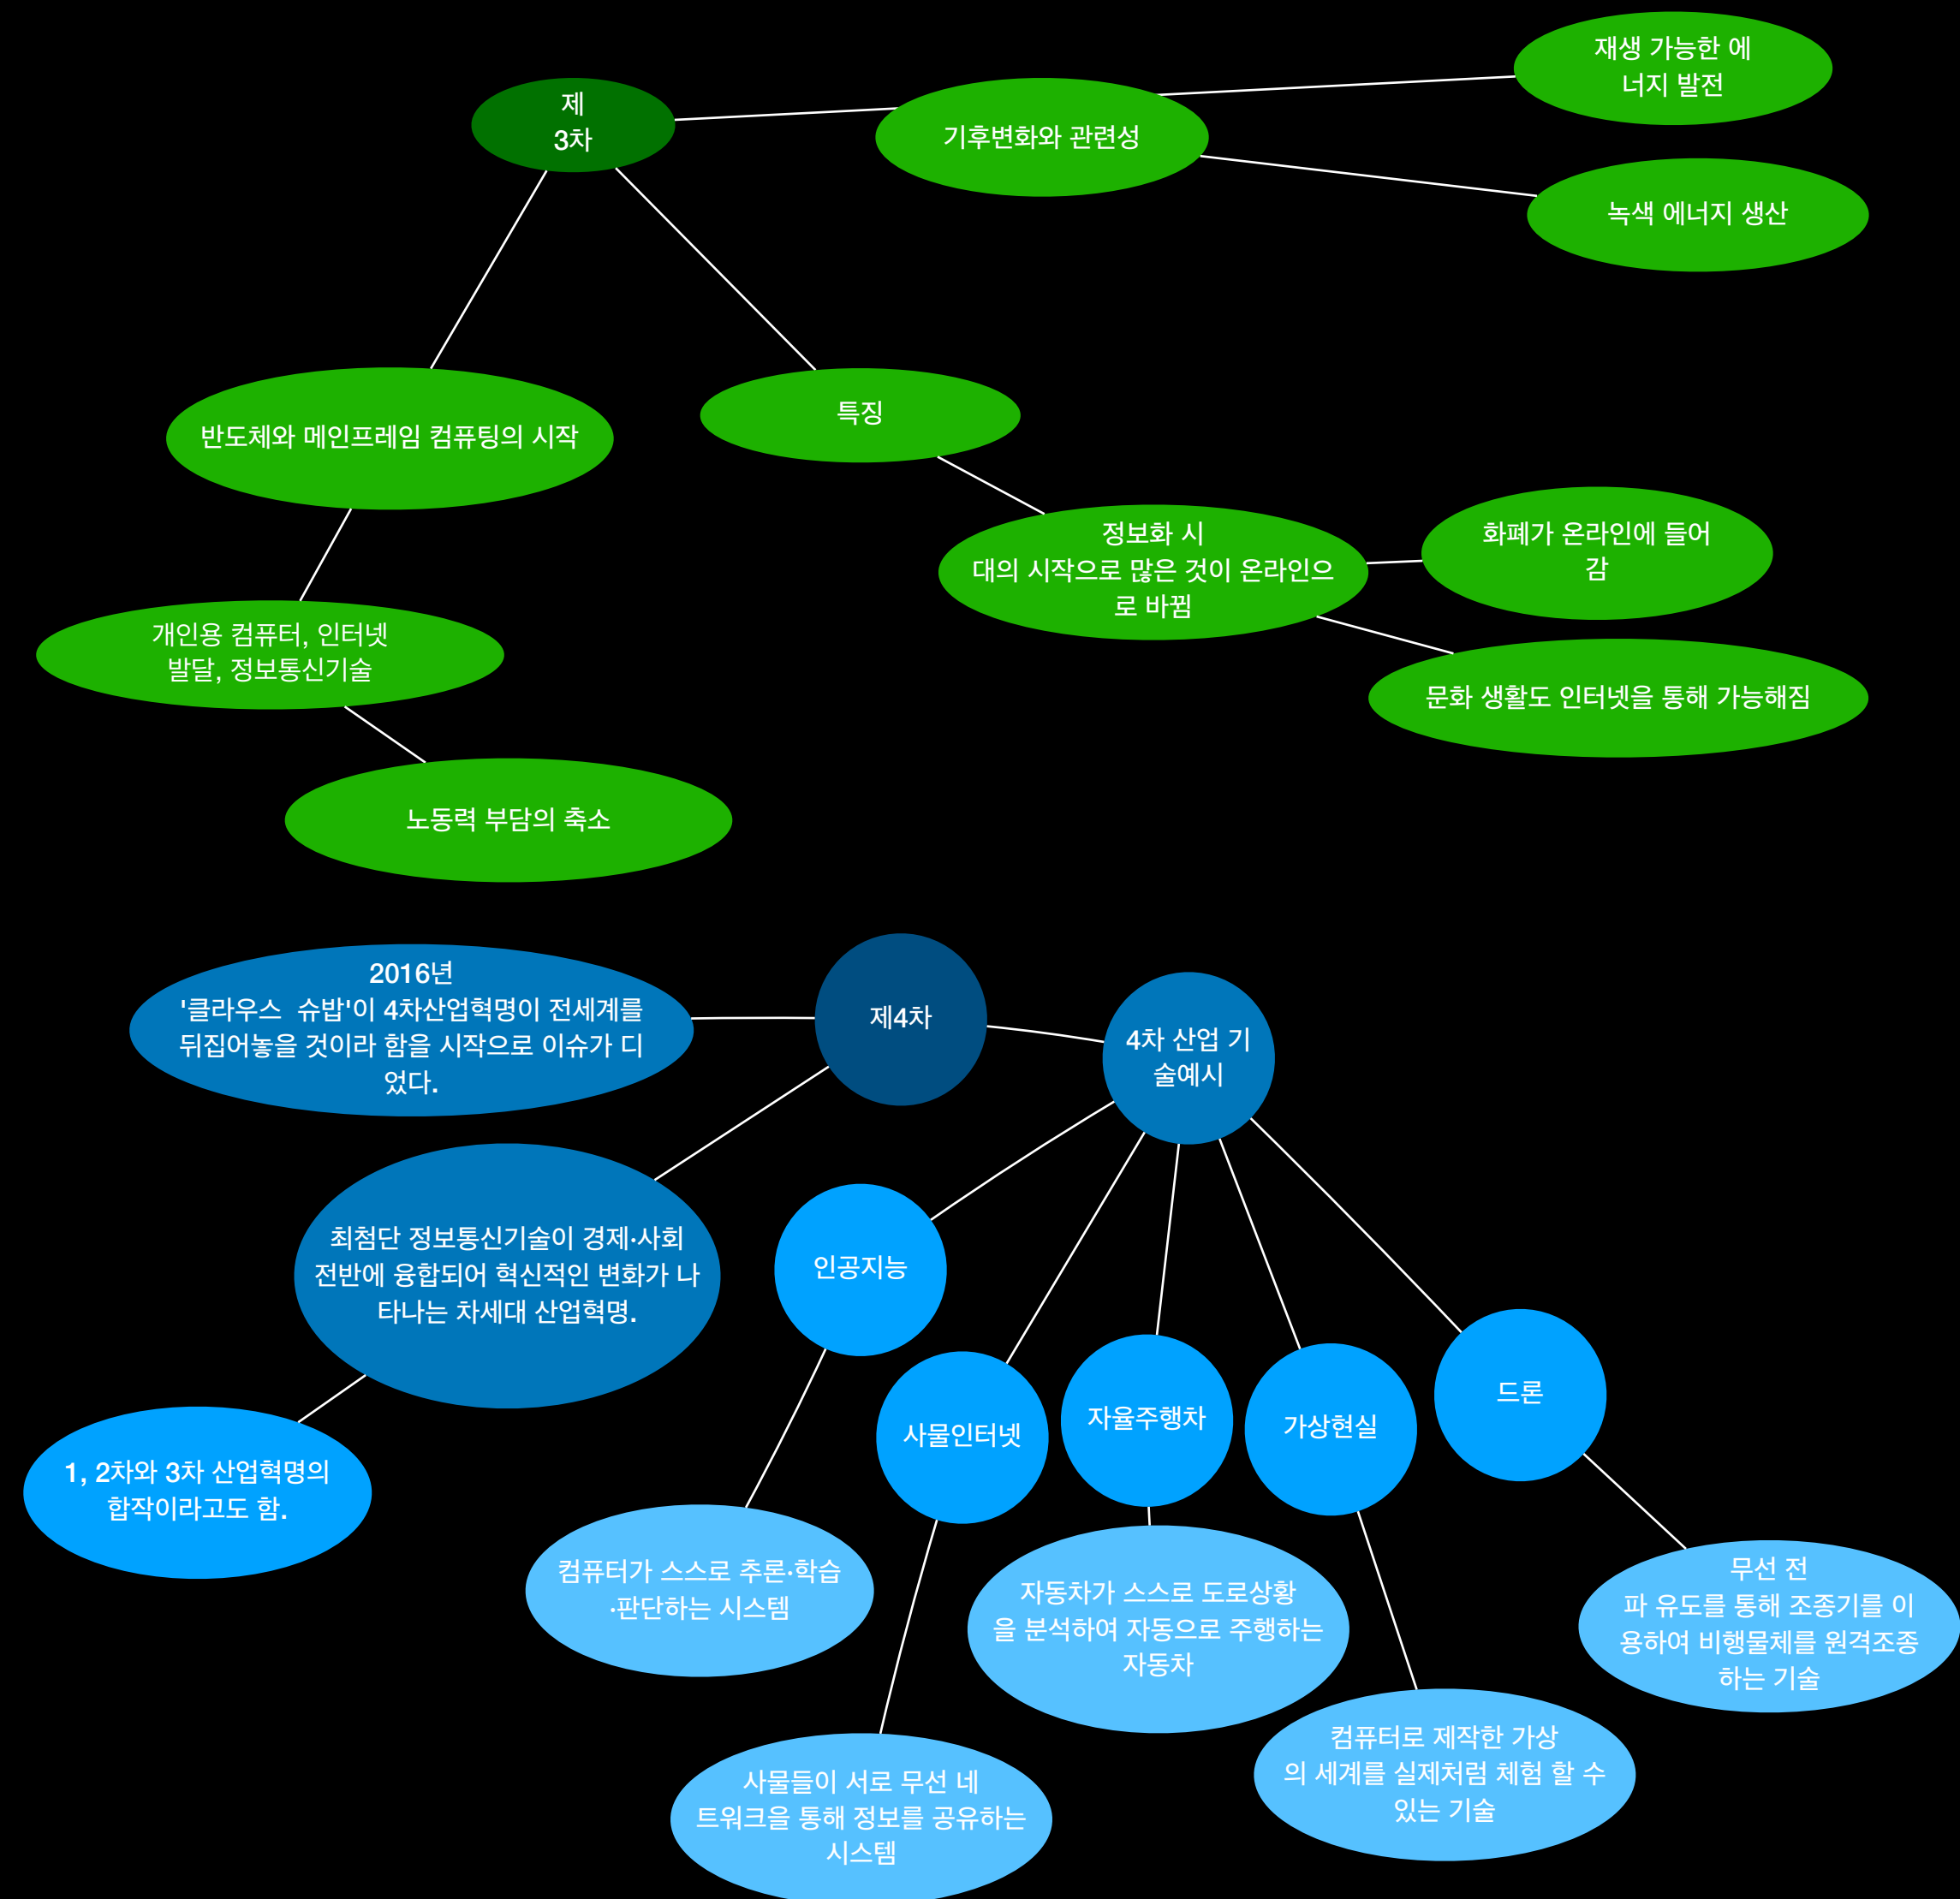 제
3차
기후변화와 관련성
재생 가능한 에
너지 발전
녹색 에너지 생산
반도체와 메인프레임 컴퓨팅의 시작
특징
정보화 시
대의 시작으로 많은 것이 온라인으
로 바뀜
화폐가 온라인에 들어
감
문화 생활도 인터넷을 통해 가능해짐
개인용 컴퓨터, 인터넷
발달, 정보통신기술
노동력 부담의 축소
2016년
'클라우스  슈밥'이 4차산업혁명이 전세계를
뒤집어놓을 것이라 함을 시작으로 이슈가 디
었다.
제4차
4차 산업 기
술예시
최첨단 정보통신기술이 경제·사회
전반에 융합되어 혁신적인 변화가 나
타나는 차세대 산업혁명.
1, 2차와 3차 산업혁명의
합작이라고도 함.
인공지능
사물인터넷
자율주행차
가상현실
드론
컴퓨터가 스스로 추론·학습
·판단하는 시스템
사물들이 서로 무선 네
트워크을 통해 정보를 공유하는
시스템
자동차가 스스로 도로상황
을 분석하여 자동으로 주행하는
자동차
컴퓨터로 제작한 가상
의 세계를 실제처럼 체험 할 수
있는 기술
무선 전
파 유도를 통해 조종기를 이
용하여 비행물체를 원격조종
하는 기술